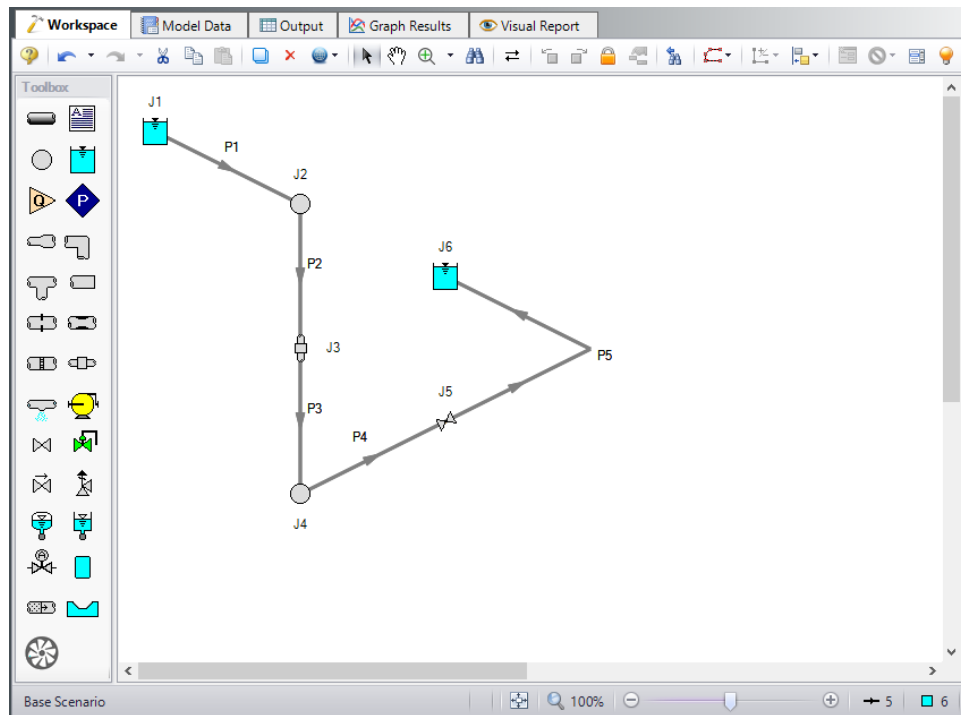 Workspace
Model Data
Output
Graph Results
Visual Report
Toolbox
A
Q
P
J1
P1
J2
P2
J6
J3
P5
J5
P3
P4
J4
Base Scenario
100%
5
6